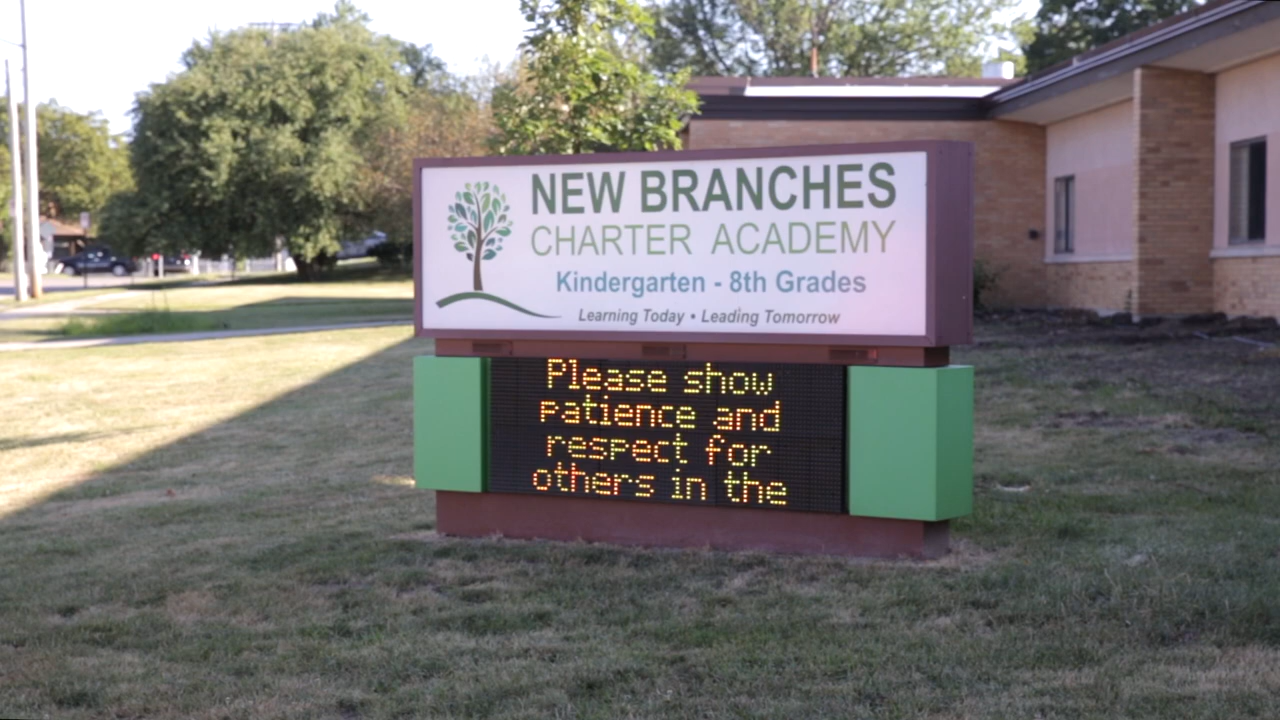 NEW BRANCHES
CHARTER ACADEMY
Kindergarten - 8th Grades
Learning Today • Leading Tomorrow
Please show
patience and
respect for
others in the